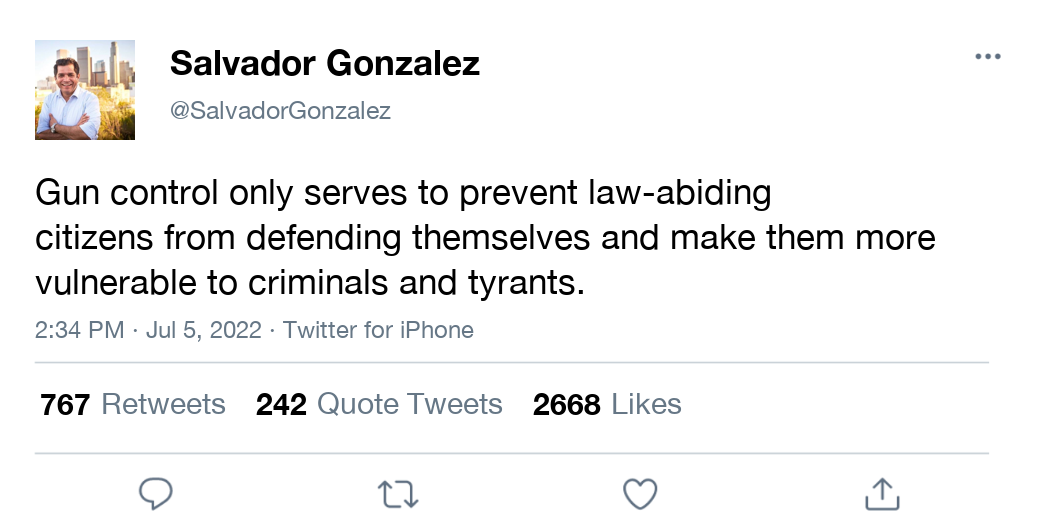 Salvador Gonzalez
@SalvadorGonzalez
Gun control only serves to prevent law-abiding
citizens from defending themselves and make them more
vulnerable to criminals and tyrants.
2:34 PM · Jul 5, 2022 · Twitter for iPhone
767 Retweets 242 Quote Tweets 2668 Likes